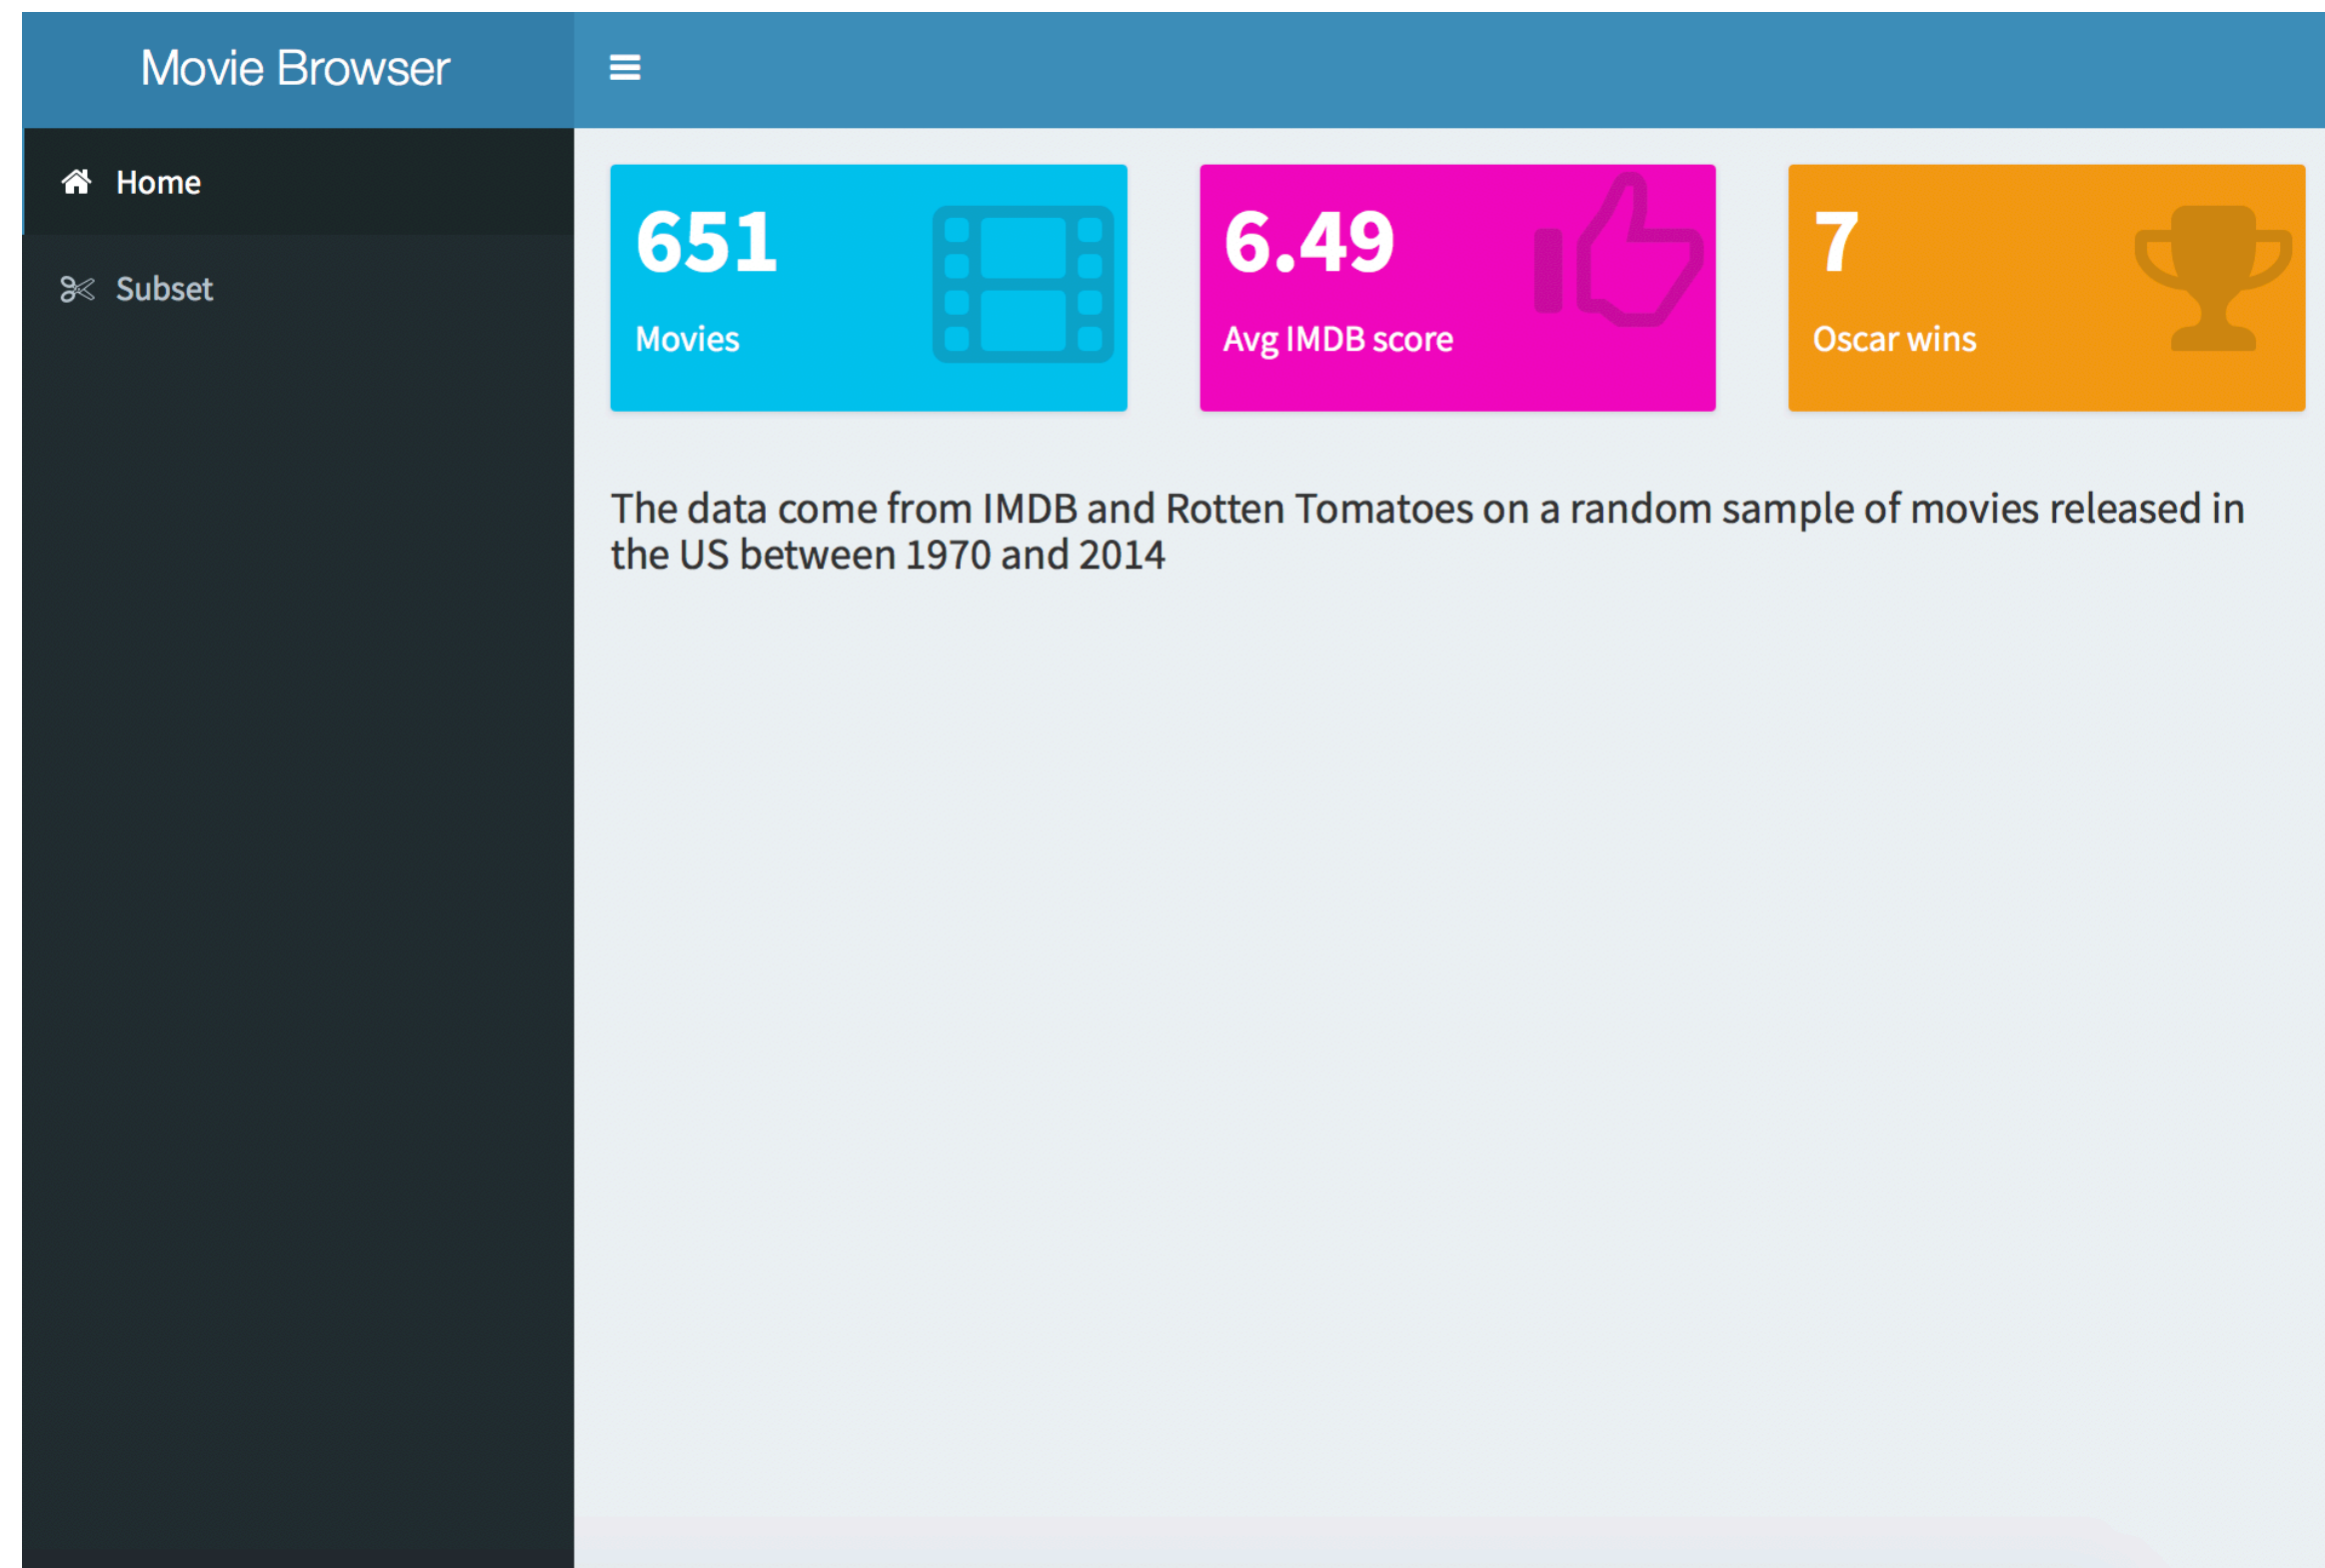 Movie Browser
Home
Subset
651
Movies
6.49
Avg IMDB score
7
Oscar wins
The data come from IMDB and Rotten Tomatoes on a random sample of movies released in
the US between 1970 and 2014